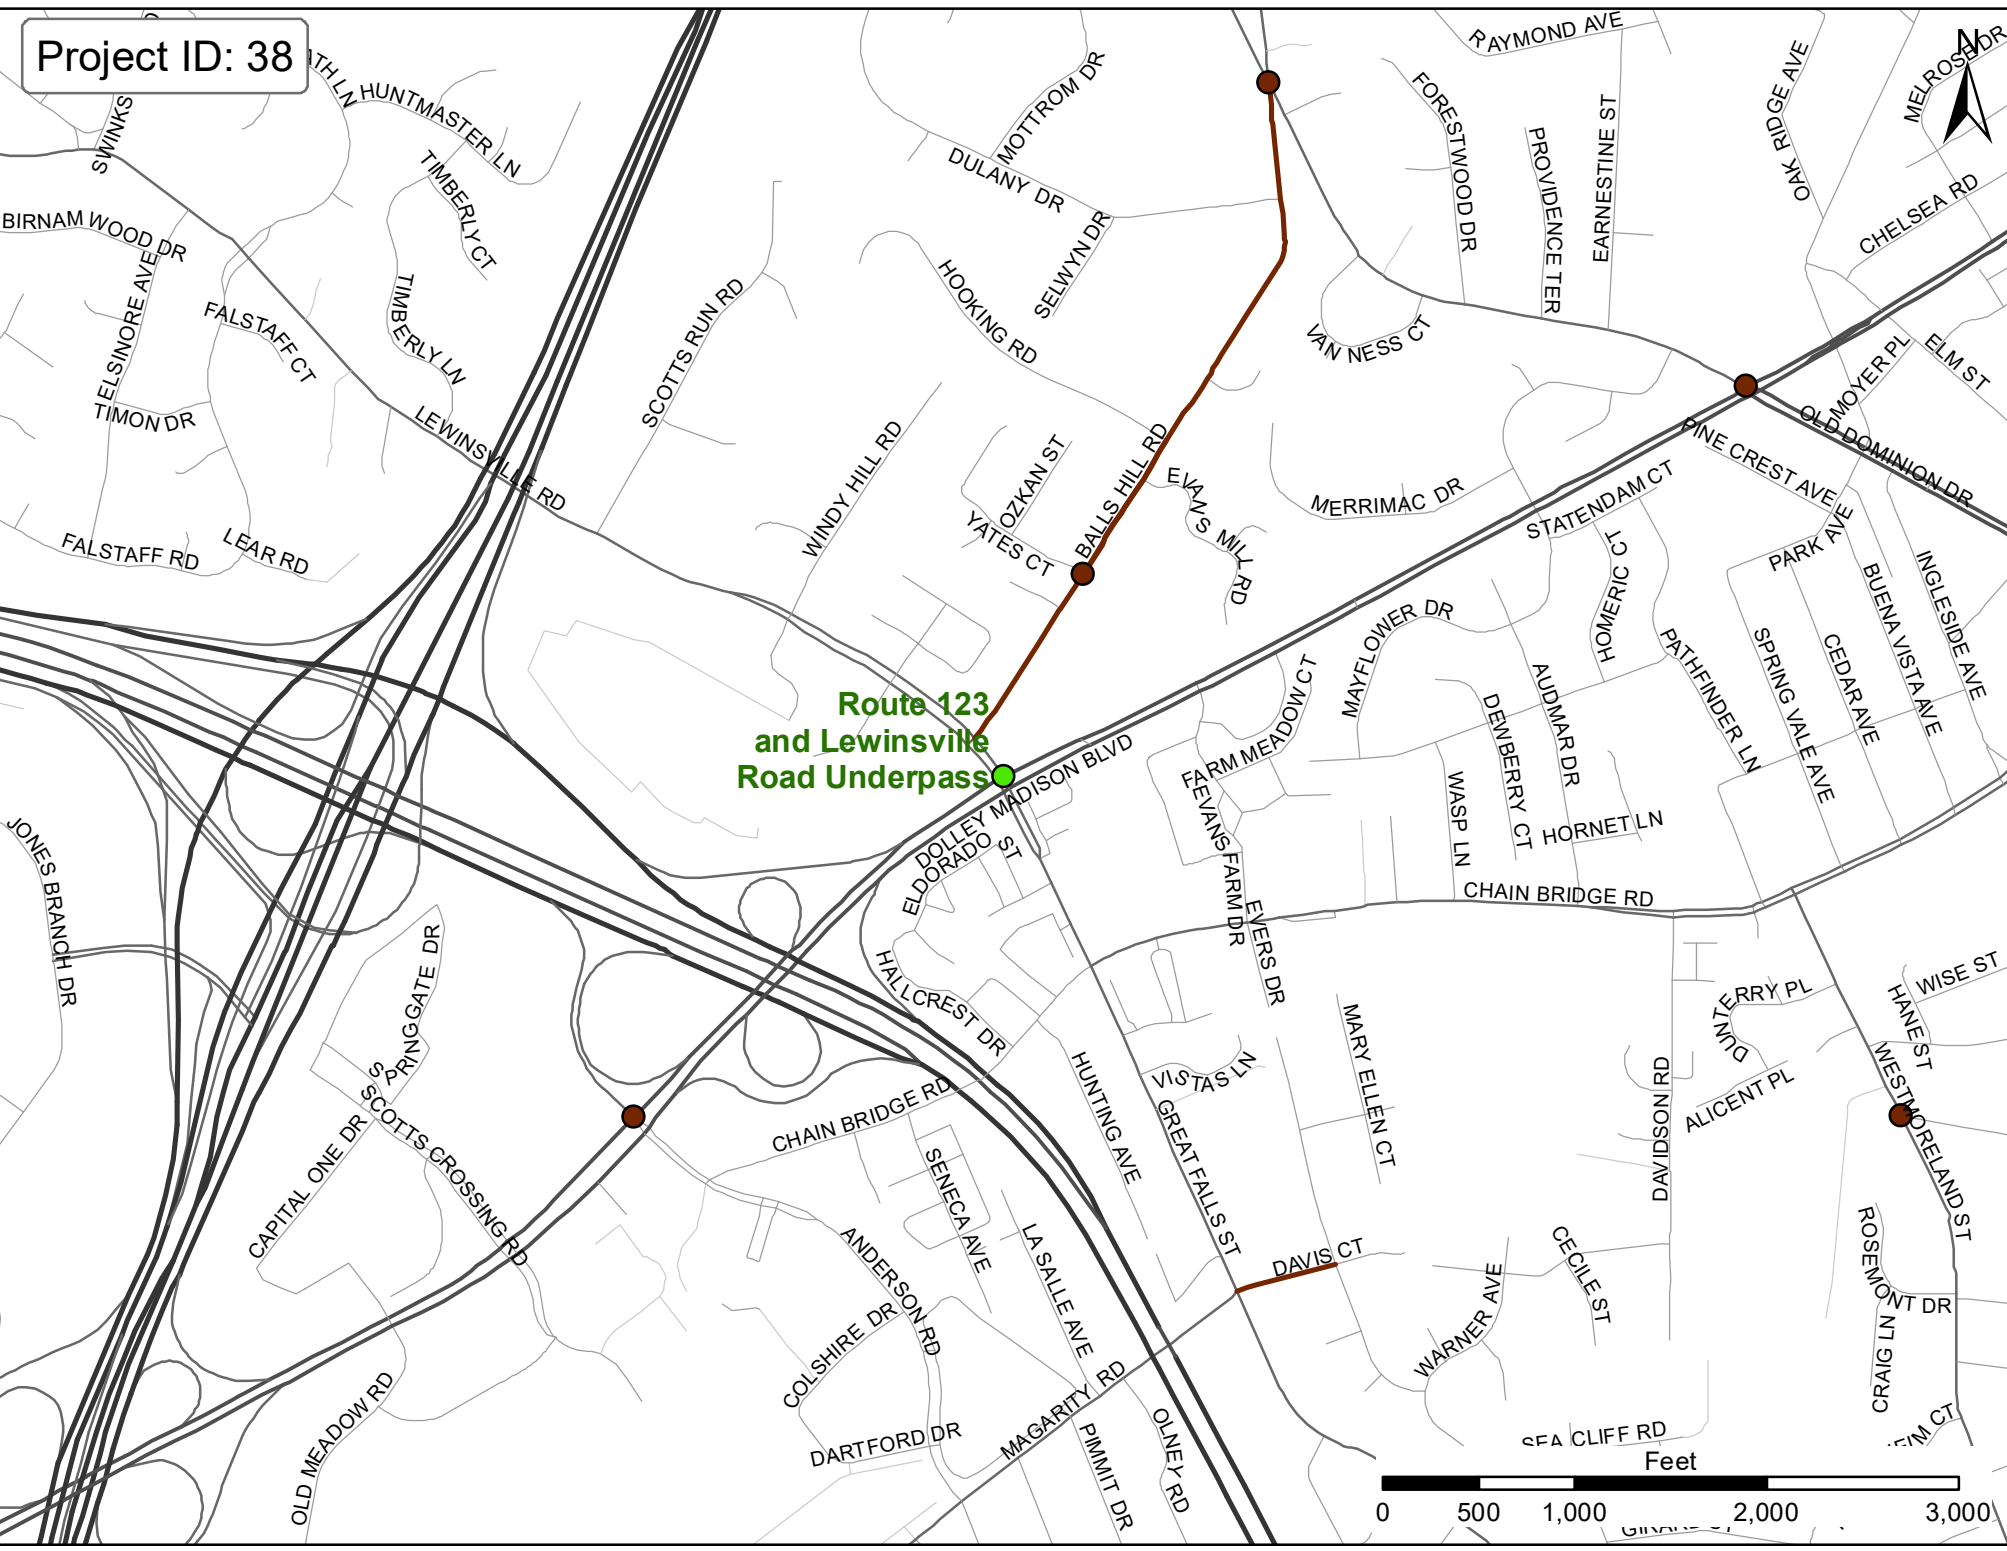 Project ID: 38
N
RAYMOND AVE
MELROSE DR
OAK RIDGE AVE
HUNTMASTER LN
SWINKS
MOTTROM DR
FORESTWOOD DR
PROVIDENCE TER
EARNESTINE ST
TIMBERLY CT
DULANY DR
CHELSEA RD
BIRNAM WOOD DR
SELWYN DR
ELSINORE AVE
FALSTAFF CT
TIMBERLY LN
SCOTTS RUN RD
HOOKING RD
VAN NESS CT
MOYER PL
ELM ST
TIMON DR
LEWINSVILLE RD
OLD DOMINION DR
PINE CREST AVE
WINDY HILL RD
OZKAN ST
BALLS HILL RD
EVANS MILL RD
MERRIMAC DR
STATENDAM CT
FALSTAFF RD
LEAR RD
YATES CT
PARK AVE
HOMERIC CT
BUENA VISTA AVE
INGLESIDE AVE
MAYFLOWER DR
PATHFINDER LN
SPRING VALE AVE
CEDAR AVE
AUDMAR DR
DEWBERRY CT
FARM MEADOW CT
Route 123
and Lewinsville
Road Underpass
DOLLEY MADISON BLVD
WASP LN
HORNET LN
EVANS FARM DR
JONES BRANCH DR
ELDORADO ST
CHAIN BRIDGE RD
EVERS DR
HALLCREST DR
SPRINGGATE DR
WISE ST
HANE ST
DUNTERRY PL
MARY ELLEN CT
VISTAS LN
HUNTING AVE
ALICENT PL
DAVIDSON RD
WESTMORELAND ST
SCOTTS CROSSING RD
CAPITAL ONE DR
CHAIN BRIDGE RD
SENECA AVE
GREAT FALLS ST
LA SALLE AVE
ANDERSON RD
DAVIS CT
CECILE ST
ROSEMONT DR
WARNER AVE
COLSHIRE DR
CRAIG LN
OLD MEADOW RD
MAGARITY RD
DARTFORD DR
PIMMIT DR
OLNEY RD
SEA CLIFF RD
Feet
0 500 1,000 2,000 3,000